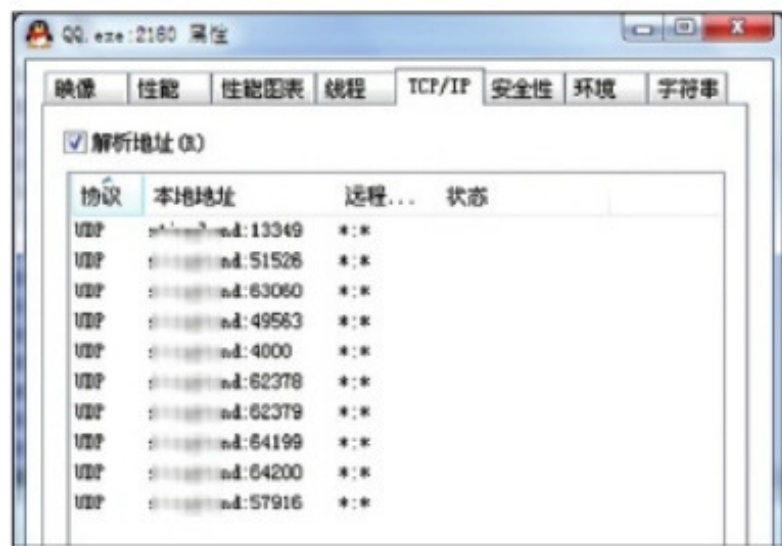 QQ.exe:2180 属性
映像 性能 性能图表 线程 TCP/IP 安全性 环境 字符串
解析地址(R)
协议 本地地址 远程... 状态
UDP nd:13349 *:*
UDP nd:51526 *:*
UDP nd:63060 *:*
UDP nd:49563 *:*
UDP nd:4000 *:*
UDP nd:62378 *:*
UDP nd:62379 *:*
UDP nd:64199 *:*
UDP nd:64200 *:*
UDP nd:57916 *:*